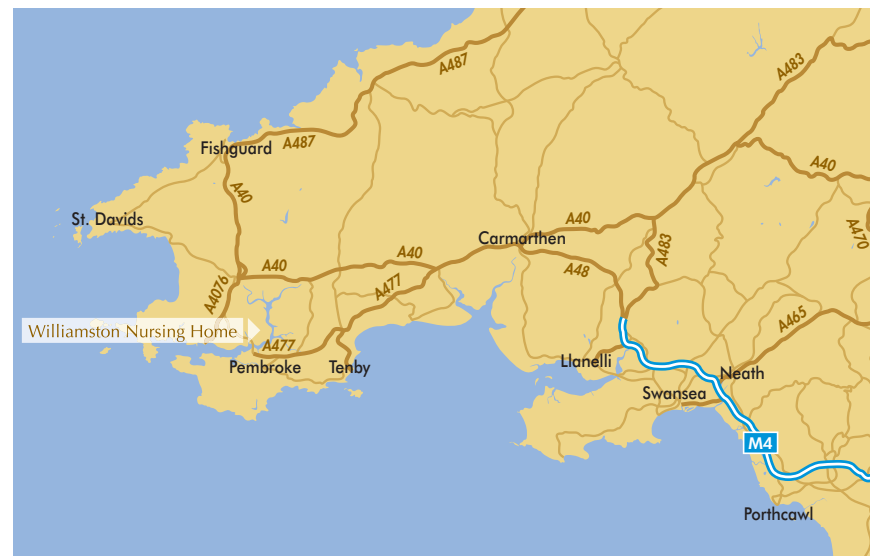 A487
A483
Fishguard
A487
A40
A40
St. Davids
A40
Carmarthen
A470
A40
A40
A48
A483
A4076
A477
A465
Williamston Nursing Home
A477
Pembroke
Tenby
Llanelli
Neath
Swansea
M4
Porthcawl